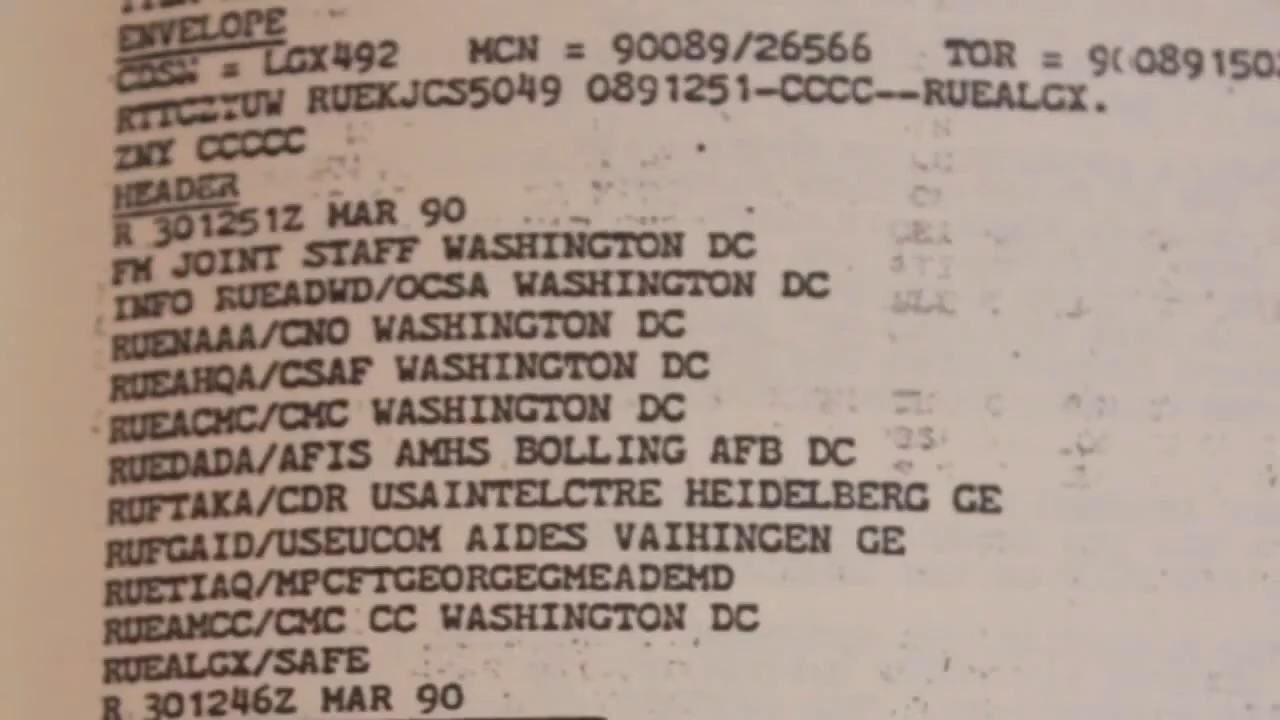 ENVELOPE
CDSN = LGX492 MCN = 90089/26566 TOR = 9( 0891502
RTTCZYUW RUEKJCS5049 0891251-CCCC--RUEALGX.
ZNY CCCCC
HEADER
R 301251Z MAR 90
FM JOINT STAFF WASHINGTON DC
INFO RUEADWD/OCSA WASHINGTON DC
RUENAAA/CNO WASHINGTON DC
RUEAHQA/CSAF WASHINGTON DC
RUEACMC/CMC WASHINGTON DC
RUEDADA/AFIS AMHS BOLLING AFB DC
RUFTAKA/CDR USAINTELCTRE HEIDELBERG GE
RUFGAID/USEUCOM AIDES VAIHINGEN GE
RUETIAQ/MPCFTGEORGEGMEADEMD
RUEAMCC/CMC CC WASHINGTON DC
RUEALGX/SAFE
R 301246Z MAR 90